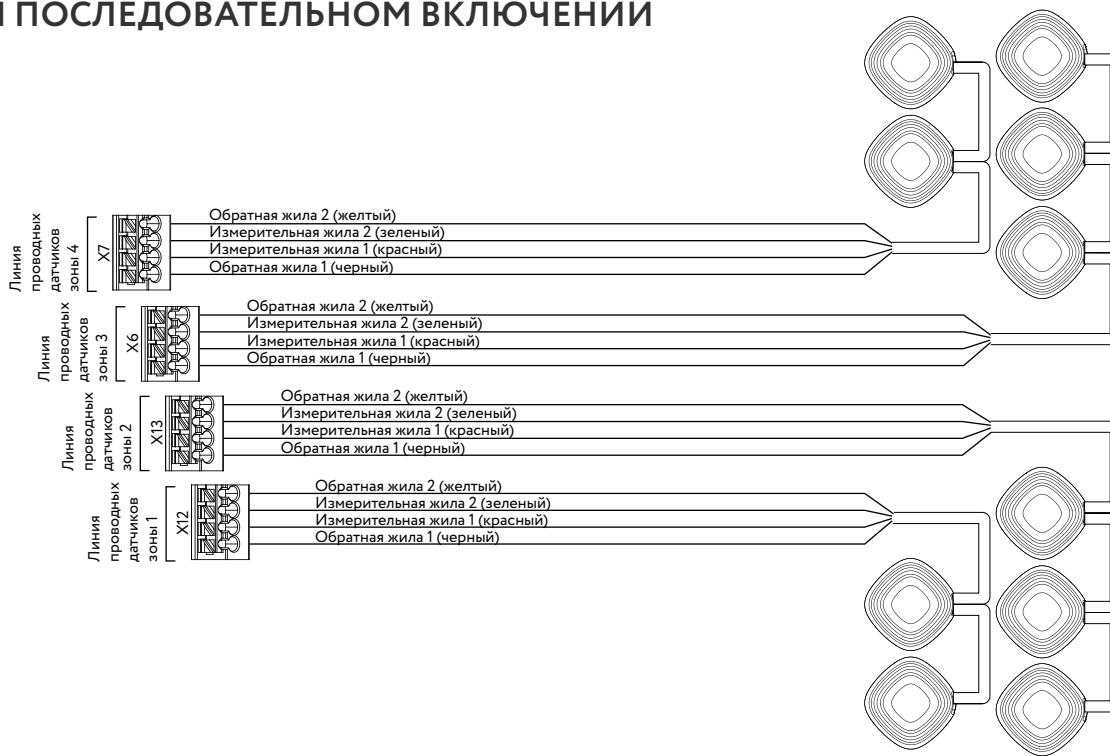 ПОСЛЕДОВАТЕЛЬНОМ ВКЛЮЧЕНИИ
Линия
проводных
датчиков
зоны 4
X7
Обратная жила 2 (желтый)
Измерительная жила 2 (зеленый)
Измерительная жила 1 (красный)
Обратная жила 1 (черный)
Линия
проводных
датчиков
зоны 3
X6
Обратная жила 2 (желтый)
Измерительная жила 2 (зеленый)
Измерительная жила 1 (красный)
Обратная жила 1 (черный)
Линия
проводных
датчиков
зоны 2
X13
Обратная жила 2 (желтый)
Измерительная жила 2 (зеленый)
Измерительная жила 1 (красный)
Обратная жила 1 (черный)
Линия
проводных
датчиков
зоны 1
X12
Обратная жила 2 (желтый)
Измерительная жила 2 (зеленый)
Измерительная жила 1 (красный)
Обратная жила 1 (черный)